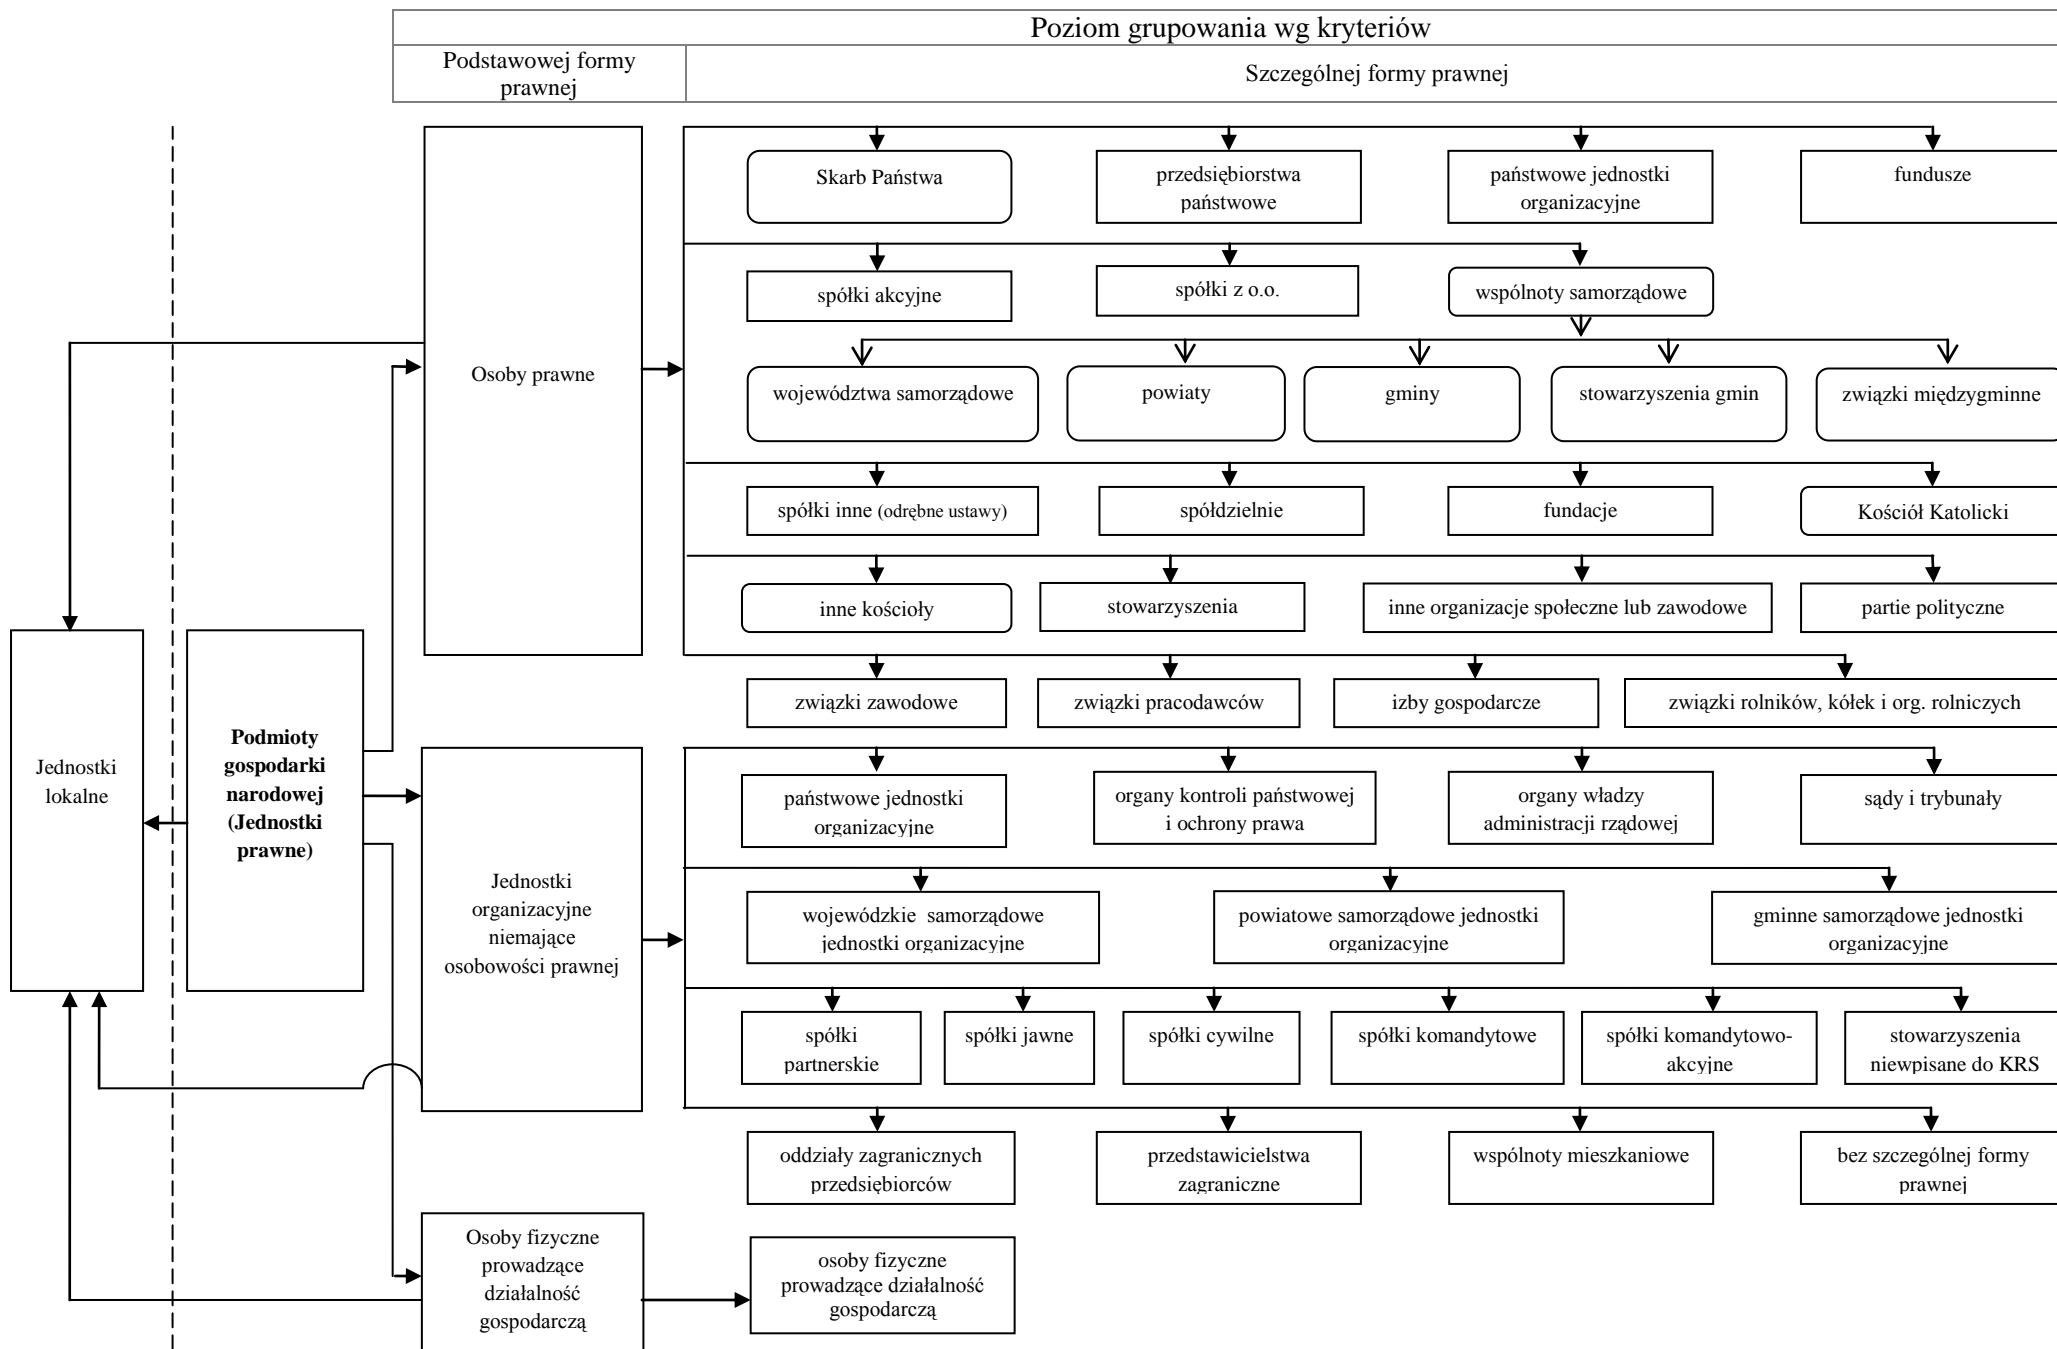 Poziom grupowania wg kryteriów
Podstawowej formy
prawnej
Szczególnej formy prawnej
Skarb Państwa
przedsiębiorstwa
państwowe
państwowe jednostki
organizacyjne
fundusze
spółki akcyjne
spółki z o.o.
wspólnoty samorządowe
Osoby prawne
województwa samorządowe
powiaty
gminy
stowarzyszenia gmin
związki międzygminne
spółki inne (odrębne ustawy)
spółdzielnie
fundacje
Kościół Katolicki
inne kościoły
stowarzyszenia
inne organizacje społeczne lub zawodowe
partie polityczne
związki zawodowe
związki pracodawców
izby gospodarcze
związki rolników, kółek i org. rolniczych
Jednostki
lokalne
Podmioty
gospodarki
narodowej
(Jednostki
prawne)
Jednostki
organizacyjne
niemające
osobowości prawnej
państwowe jednostki
organizacyjne
organy kontroli państwowej
i ochrony prawa
organy władzy
administracji rządowej
sądy i trybunały
wojewódzkie samorządowe
jednostki organizacyjne
powiatowe samorządowe jednostki
organizacyjne
gminne samorządowe jednostki
organizacyjne
spółki
partnerskie
spółki jawne
spółki cywilne
spółki komandytowe
spółki komandytowo-
akcyjne
stowarzyszenia
niewpisane do KRS
oddziały zagranicznych
przedsiębiorców
przedstawicielstwa
zagraniczne
wspólnoty mieszkaniowe
bez szczególnej formy
prawnej
Osoby fizyczne
prowadzące
działalność
gospodarczą
osoby fizyczne
prowadzące działalność
gospodarczą